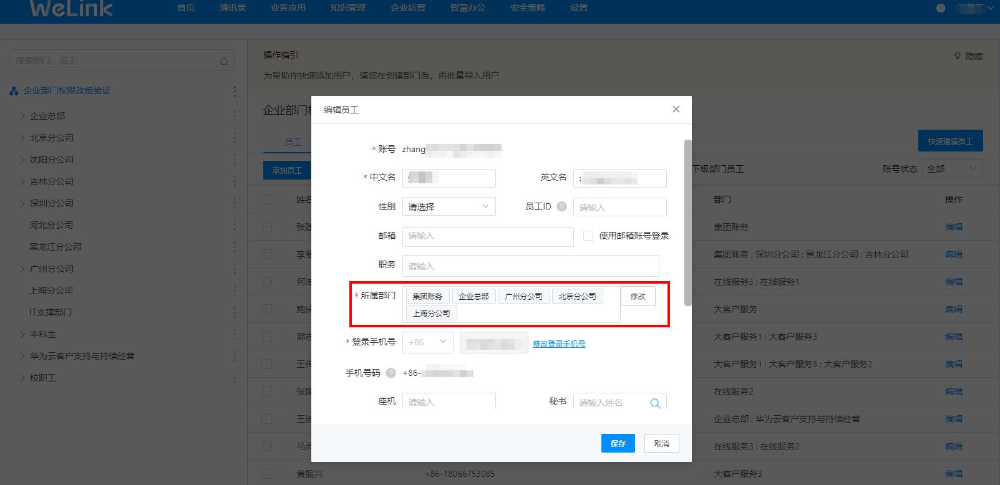 WeLink 首页 通讯录 业务应用 知识管理 企业运营 智慧办公 安全策略 设置
搜索部门、员工
企业部门权限改版验证
企业总部
北京分公司
沈阳分公司
吉林分公司
深圳分公司
河北分公司
黑龙江分公司
广州分公司
上海分公司
IT支撑部门
本科生
华为云客户支持与持续经营
校职工
操作指引
隐藏
为帮助你快速添加用户，请您在创建部门后，再批量导入用户
企业部门
员工
快速邀请员工
添加员工
下级部门员工
账号状态 全部
姓名 部门 操作
张 集团账务 编辑
李 集团账务 ; 深圳分公司 ; 黑龙江分公司 ; 吉林分公司 编辑
何 在线服务3 ; 在线服务1 编辑
鲍 大客户服务 编辑
郭 大客户服务1 ; 大客户服务3 编辑
王 大客户服务1 ; 大客户服务3 ; 大客户服务2 编辑
张 在线服务2 编辑
王 企业总部 ; 华为云客户支持与持续经营 编辑
马 在线服务3 ; 在线服务2 编辑
黄振兴 +86-18066753085 大客户服务3 编辑
编辑员工
* 账号 zhang
* 中文名
英文名
性别 请选择
员工ID ? 请输入
邮箱 请输入
使用邮箱账号登录
职务 请输入
* 所属部门 集团账务 企业总部 广州分公司 北京分公司 修改
上海分公司
* 登录手机号 +86 修改登录手机号
手机号码 ? +86-
座机 请输入
秘书 请输入姓名
保存 取消